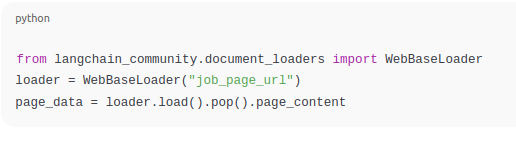 python
from langchain_community.document_loaders import WebBaseLoader
loader = WebBaseLoader("job_page_url")
page_data = loader.load().pop().page_content